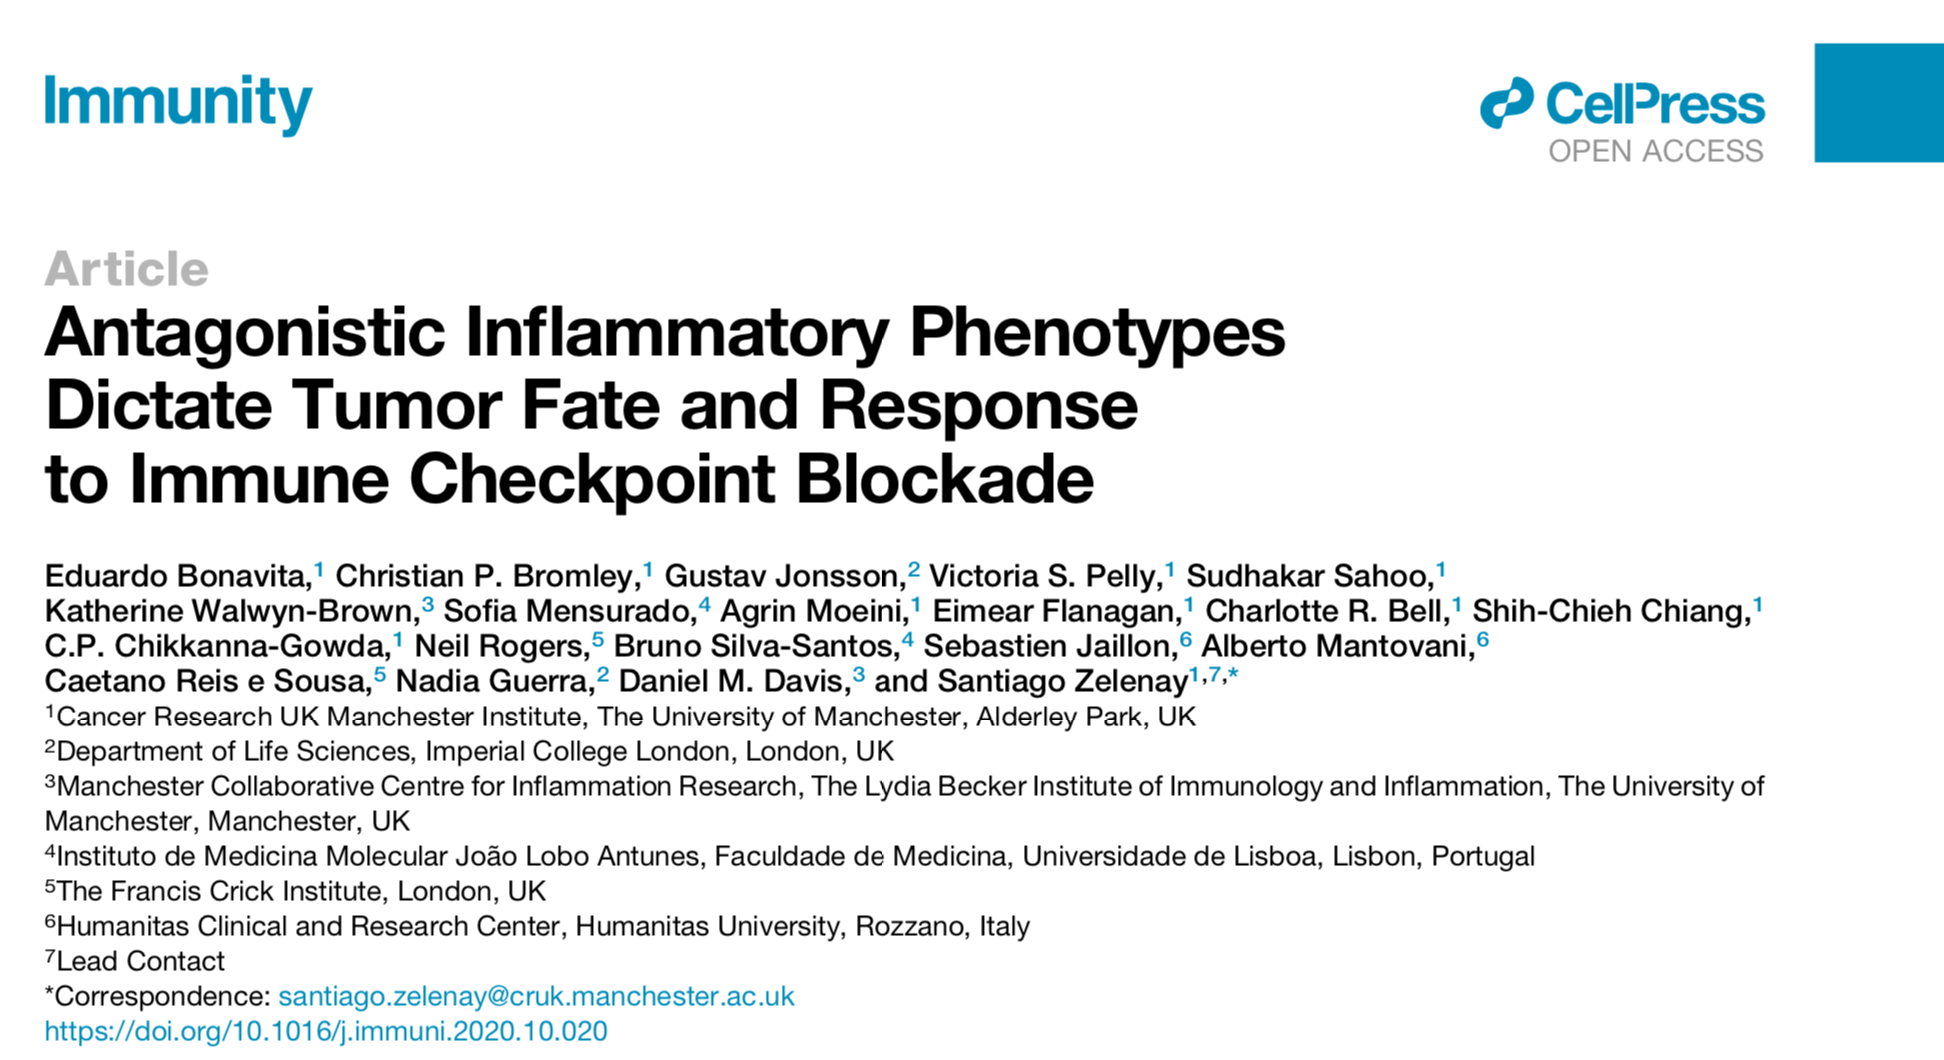 Immunity
CellPress
OPEN ACCESS
Article
Antagonistic Inflammatory Phenotypes
Dictate Tumor Fate and Response
to Immune Checkpoint Blockade
Eduardo Bonavita,1 Christian P. Bromley,1 Gustav Jonsson,2 Victoria S. Pelly,1 Sudhakar Sahoo,1
Katherine Walwyn-Brown,3 Sofia Mensurado,4 Agrin Moeini,1 Eimear Flanagan,1 Charlotte R. Bell,1 Shih-Chieh Chiang,1
C.P. Chikkanna-Gowda,1 Neil Rogers,5 Bruno Silva-Santos,4 Sebastien Jaillon,6 Alberto Mantovani,6
Caetano Reis e Sousa,5 Nadia Guerra,2 Daniel M. Davis,3 and Santiago Zelenay1,7,*
1Cancer Research UK Manchester Institute, The University of Manchester, Alderley Park, UK
2Department of Life Sciences, Imperial College London, London, UK
3Manchester Collaborative Centre for Inflammation Research, The Lydia Becker Institute of Immunology and Inflammation, The University of
Manchester, Manchester, UK
4Instituto de Medicina Molecular João Lobo Antunes, Faculdade de Medicina, Universidade de Lisboa, Lisbon, Portugal
5The Francis Crick Institute, London, UK
6Humanitas Clinical and Research Center, Humanitas University, Rozzano, Italy
7Lead Contact
*Correspondence: santiago.zelenay@cruk.manchester.ac.uk
https://doi.org/10.1016/j.immuni.2020.10.020